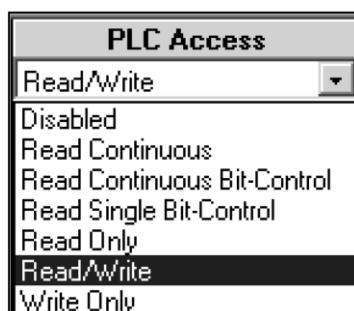 PLC Access
Read/Write
Disabled
Read Continuous
Read Continuous Bit-Control
Read Single Bit-Control
Read Only
Read/Write
Write Only